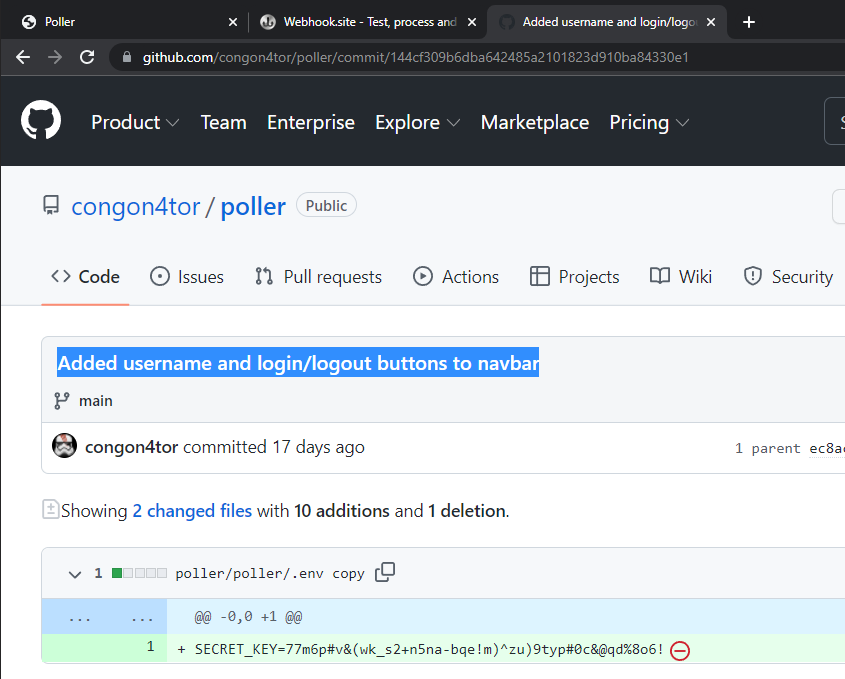 Poller
Webhook.site - Test, process and
Added username and login/logo
github.com/congon4tor/poller/commit/144cf309b6dba642485a2101823d910ba84330e1
Product Team Enterprise Explore Marketplace Pricing S
congon4tor / poller Public
Code Issues Pull requests Actions Projects Wiki Security
Added username and login/logout buttons to navbar
main
congon4tor committed 17 days ago 1 parent ec8a
Showing 2 changed files with 10 additions and 1 deletion.
1 poller/poller/.env copy
... ... @@ -0,0 +1 @@
1 + SECRET_KEY=77m6p#v&(wk_s2+n5na-bqe!m)^zu)9typ#0c&@qd%8o6!